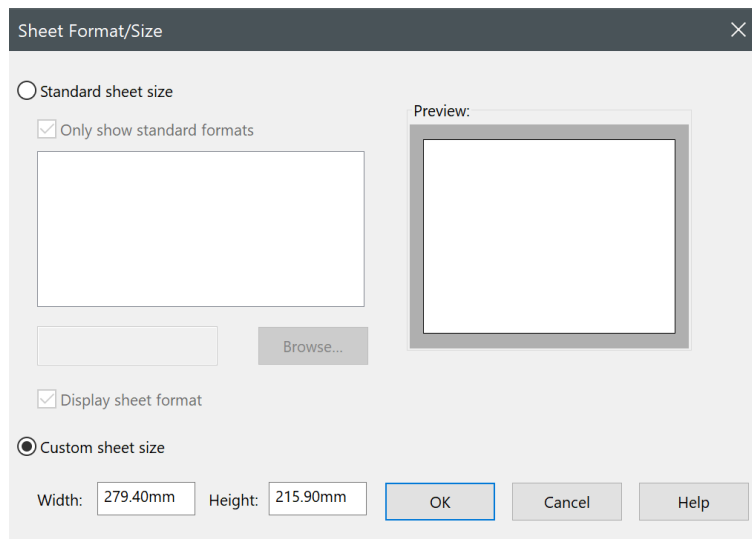 Sheet Format/Size
Standard sheet size
Only show standard formats
Preview:
Browse...
Display sheet format
Custom sheet size
Width: 279.40mm Height: 215.90mm OK Cancel Help